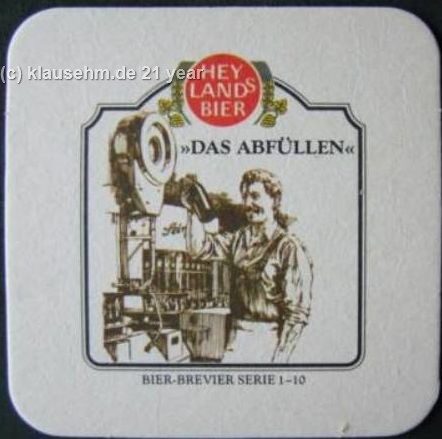 (c) klausehm.de 21 year
HEY
LANDS
BIER
»DAS ABFÜLLEN«
BIER-BREVIER SERIE 1–10